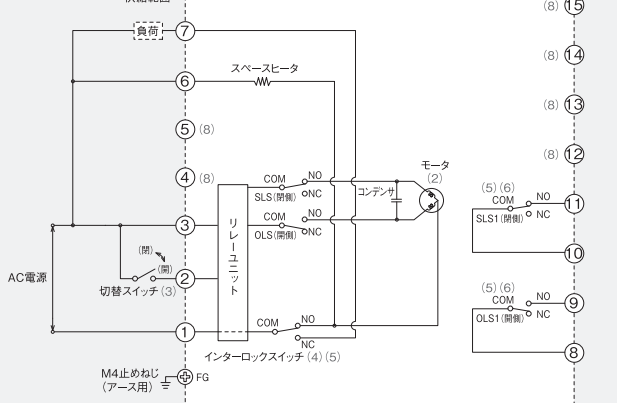 負荷
7
スペースヒータ
6
5 (8)
4 (8)
COM NO
SLS(閉側) NC
コンデンサ
モータ
(2)
リレーユニット
3
COM NO
OLS(開側) NC
(閉)
(開)
AC電源
切替スイッチ(3)
2
1
COM NO
NC
インターロックスイッチ(4)(5)
M4止めねじ
(アース用)
FG
(8) 15
(8) 14
(8) 13
(8) 12
(5)(6)
COM NO
11
SLS1(閉側) NC
10
(5)(6)
COM NO
9
OLS1(開側) NC
8